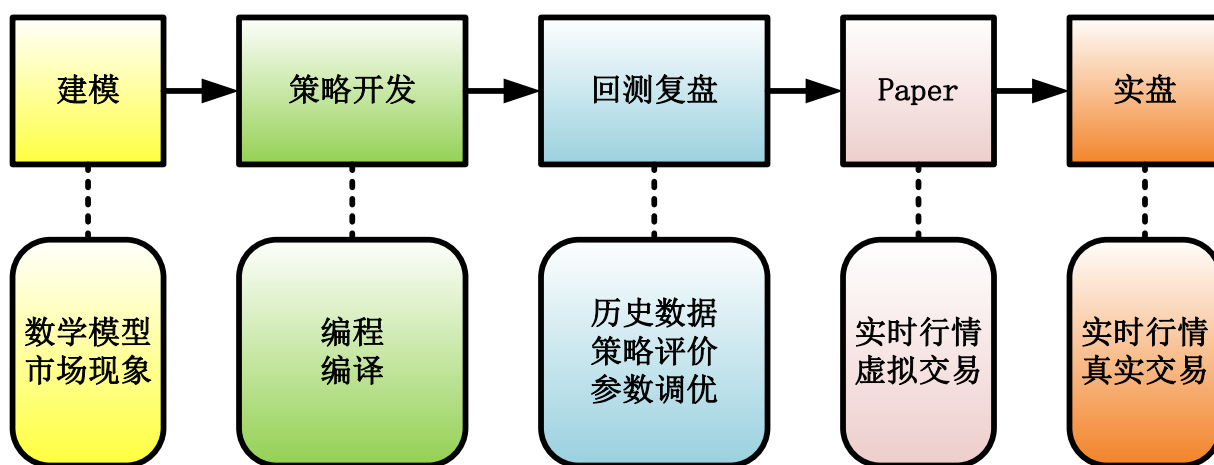 建模
策略开发
回测复盘
Paper
实盘
数学模型
市场现象
编程
编译
历史数据
策略评价
参数调优
实时行情
虚拟交易
实时行情
真实交易